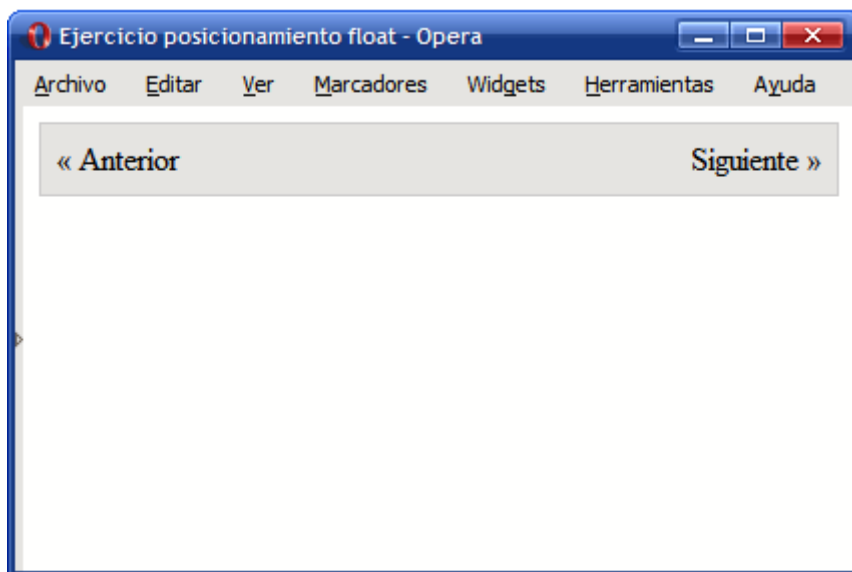 Ejercicio posicionamiento float - Opera
Archivo Editar Ver Marcadores Widgets Herramientas Ayuda
« Anterior Siguiente »